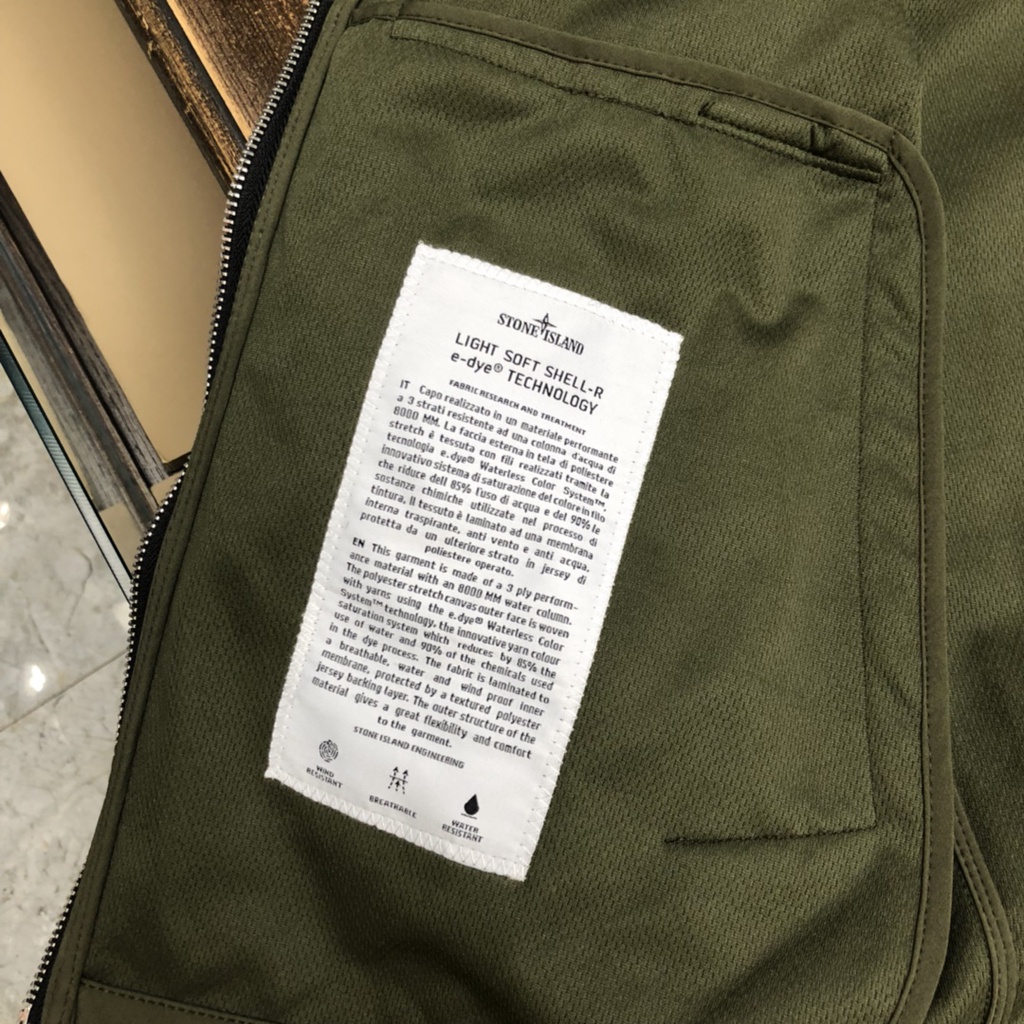 STONE ISLAND
LIGHT SOFT SHELL-R
e-dye® TECHNOLOGY
FABRIC RESEARCH AND TREATMENT
IT Capo realizzato in un materiale performante
a 3 strati resistente ad una colonna d'acqua di
8000 MM. La faccia esterna in tela di poliestere
stretch è tessuta con fili realizzati tramite la
tecnologia e.dye® Waterless Color System™,
innovativo sistema di saturazione del colore in filo
che riduce dell 85% l'uso di acqua e del 90% le
sostanze chimiche utilizzate nel processo di
tintura, Il tessuto è laminato ad una membrana
interna traspirante, anti vento e anti acqua,
protetta da un ulteriore strato in jersey di
poliestere operato.
EN This garment is made of a 3 ply perform-
ance material with an 8000 MM water column.
The polyester stretch canvas outer face is woven
with yarns using the e.dye® Waterless Color
System™ technology, the innovative yarn colour
saturation system which reduces by 85% the
use of water and 90% of the chemicals used
in the dye process. The fabric is laminated to
a breathable, water and wind proof inner
membrane, protected by a textured polyester
jersey backing layer. The outer structure of the
material gives a great flexibility and comfort
to the garment.
STONE ISLAND ENGINEERING
WIND
RESISTANT
BREATHABLE
WATER
RESISTANT